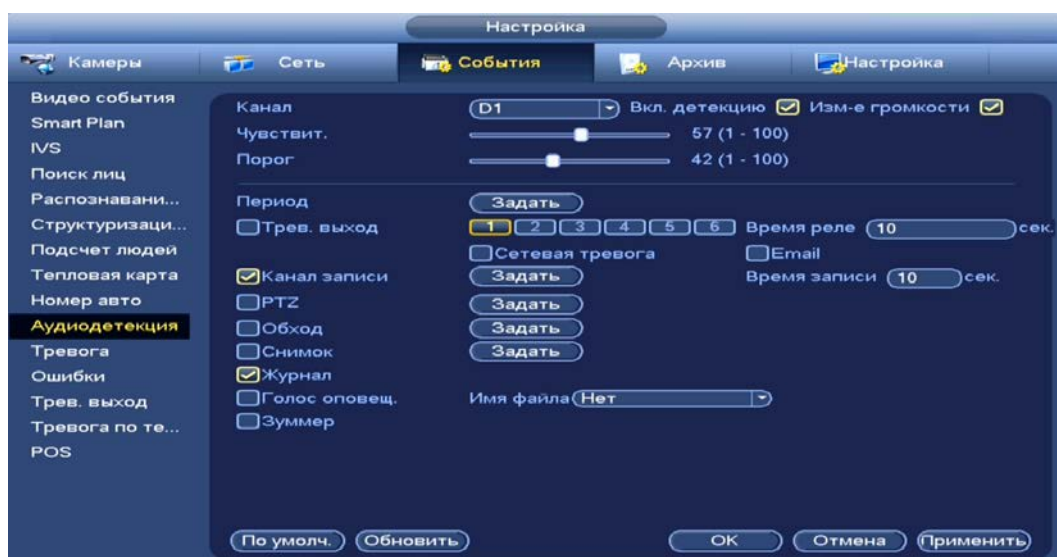 Настройка
Камеры Сеть События Архив Настройка
Видео события
Smart Plan
IVS
Поиск лиц
Распознавани...
Структуризаци...
Подсчет людей
Тепловая карта
Номер авто
Аудиодетекция
Тревога
Ошибки
Трев. выход
Тревога по те...
POS
Канал D1 Вкл. детекцию Изм-е громкости
Чувствит. 57 (1 - 100)
Порог 42 (1 - 100)
Период Задать
Трев. выход 1 2 3 4 5 6 Время реле 10 сек.
Сетевая тревога Email
Канал записи Задать Время записи 10 сек.
PTZ Задать
Обход Задать
Снимок Задать
Журнал
Голос оповещ. Имя файла Нет
Зуммер
По умолч. Обновить OK Отмена Применить